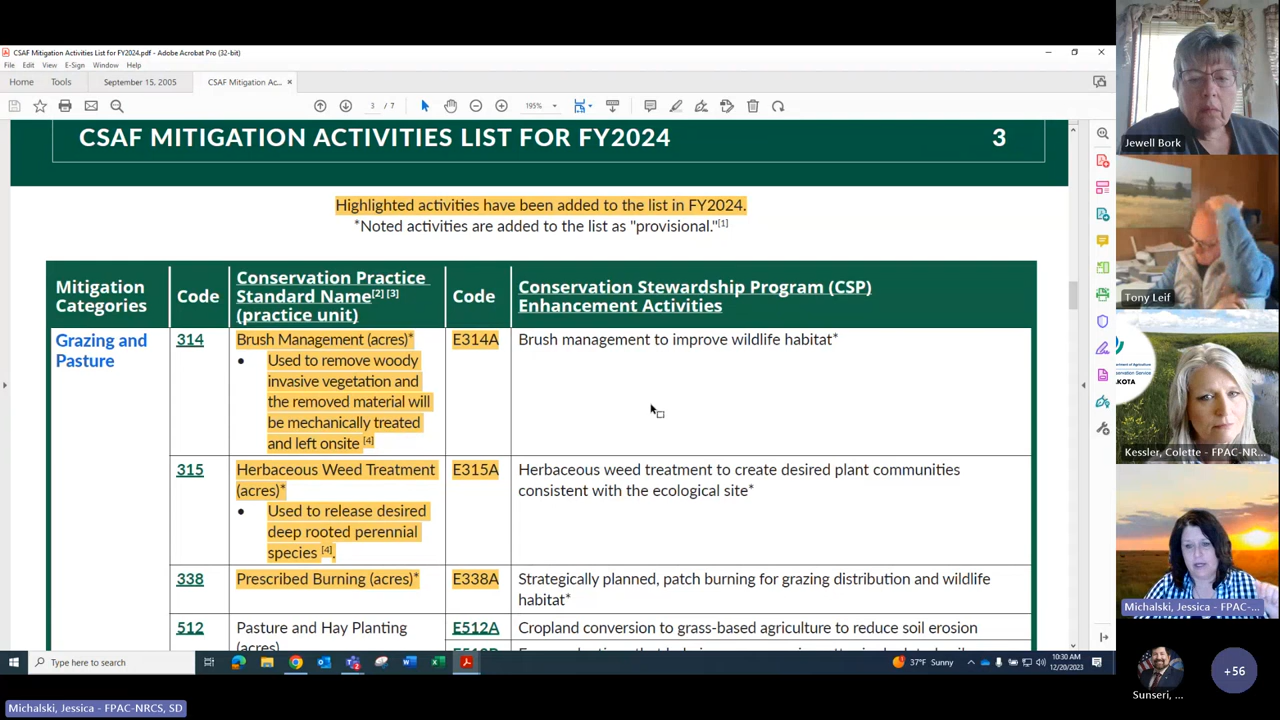 CSAF Mitigation Activities List for FY2024.pdf - Adobe Acrobat Pro (32-bit)
File Edit View E-Sign Window Help
Home Tools September 15, 2005 CSAF Mitigation Ac... ×
3 / 7 195%
CSAF MITIGATION ACTIVITIES LIST FOR FY2024 3
Highlighted activities have been added to the list in FY2024.
*Noted activities are added to the list as "provisional."[1]
Mitigation
Categories
Code
Conservation Practice
Standard Name[2] [3]
(practice unit)
Code
Conservation Stewardship Program (CSP)
Enhancement Activities
Grazing and
Pasture
314
Brush Management (acres)*
• Used to remove woody
invasive vegetation and
the removed material will
be mechanically treated
and left onsite [4]
E314A
Brush management to improve wildlife habitat*
315
Herbaceous Weed Treatment
(acres)*
• Used to release desired
deep rooted perennial
species [4].
E315A
Herbaceous weed treatment to create desired plant communities
consistent with the ecological site*
338
Prescribed Burning (acres)*
E338A
Strategically planned, patch burning for grazing distribution and wildlife
habitat*
512
Pasture and Hay Planting
(acres)
E512A
Cropland conversion to grass-based agriculture to reduce soil erosion
Type here to search
37°F Sunny
10:30 AM
12/20/2023
Michalski, Jessica - FPAC-NRCS, SD
Jewell Bork
Tony Leif
Kessler, Colette - FPAC-NR...
Michalski, Jessica - FPAC-...
Sunseri, ...
+56